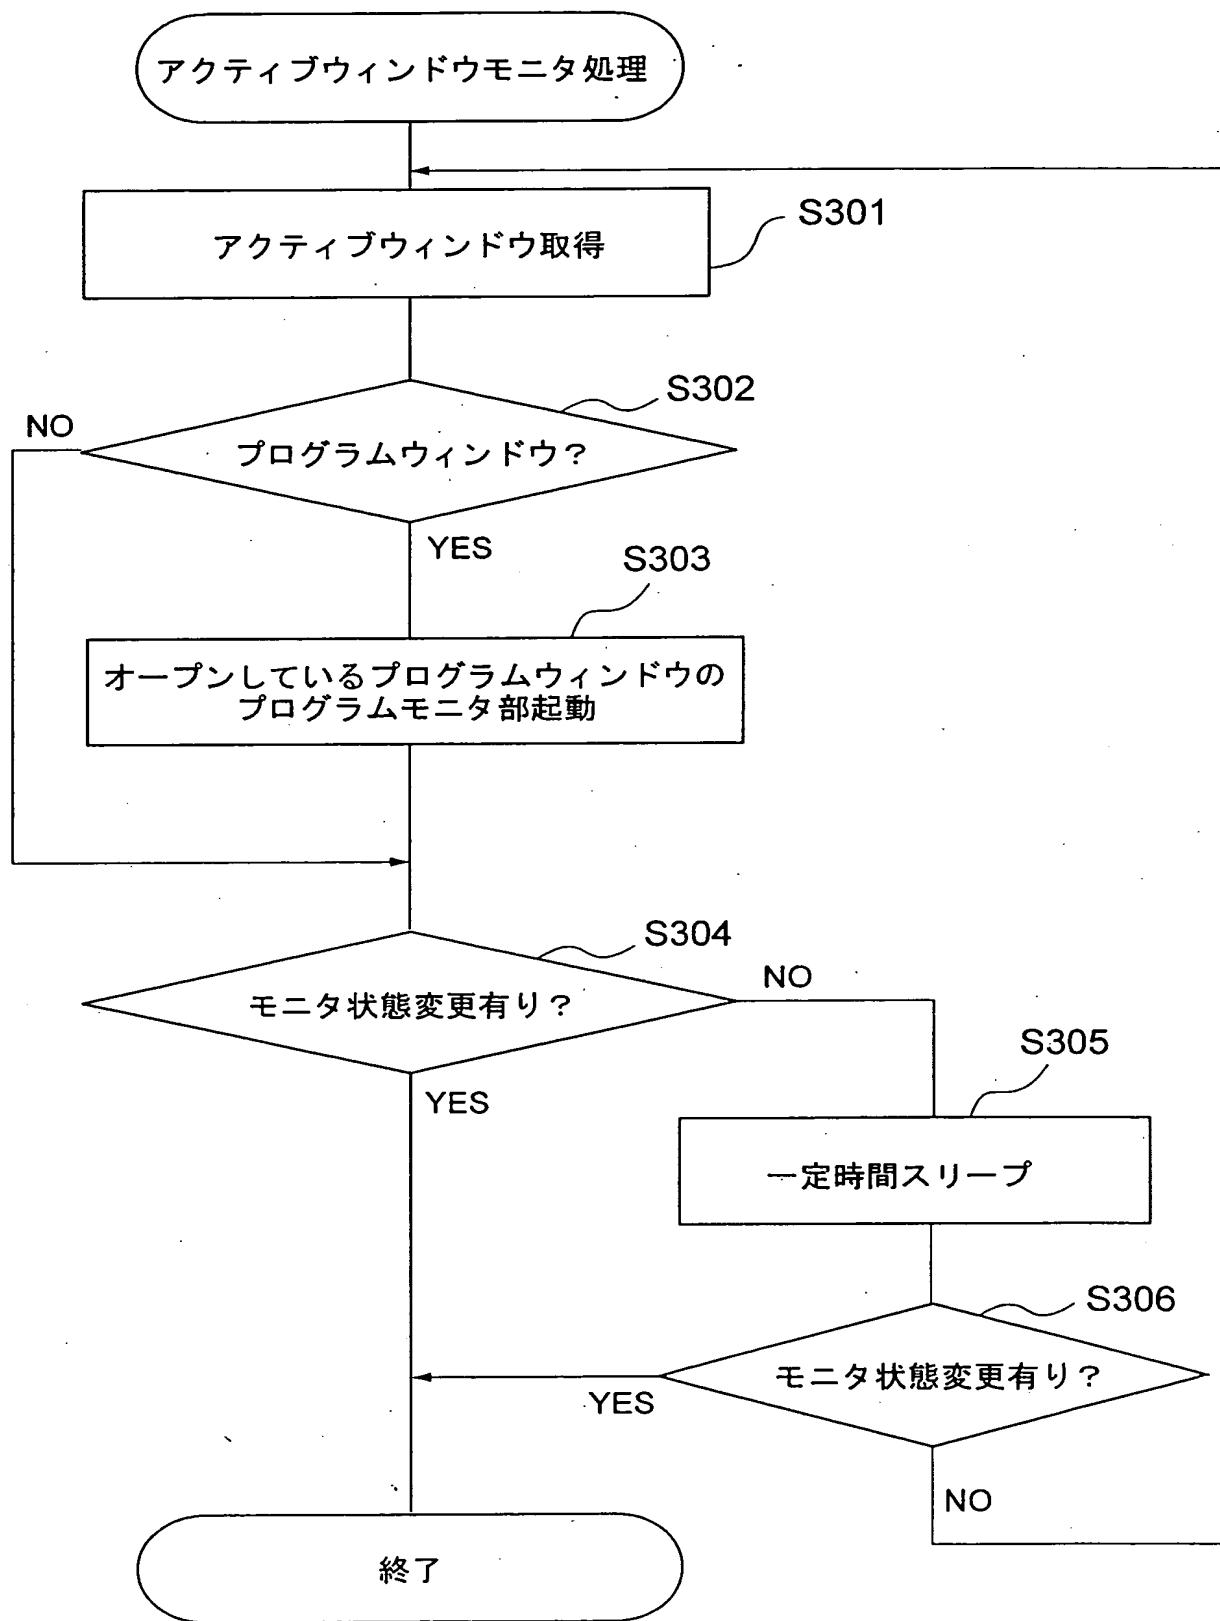 アクティブウィンドウモニタ処理
アクティブウィンドウ取得
S301
S302
NO
プログラムウィンドウ?
YES
S303
オープンしているプログラムウィンドウの
プログラムモニタ部起動
S304
NO
モニタ状態変更有り?
S305
YES
一定時間スリープ
S306
モニタ状態変更有り?
YES
NO
終了